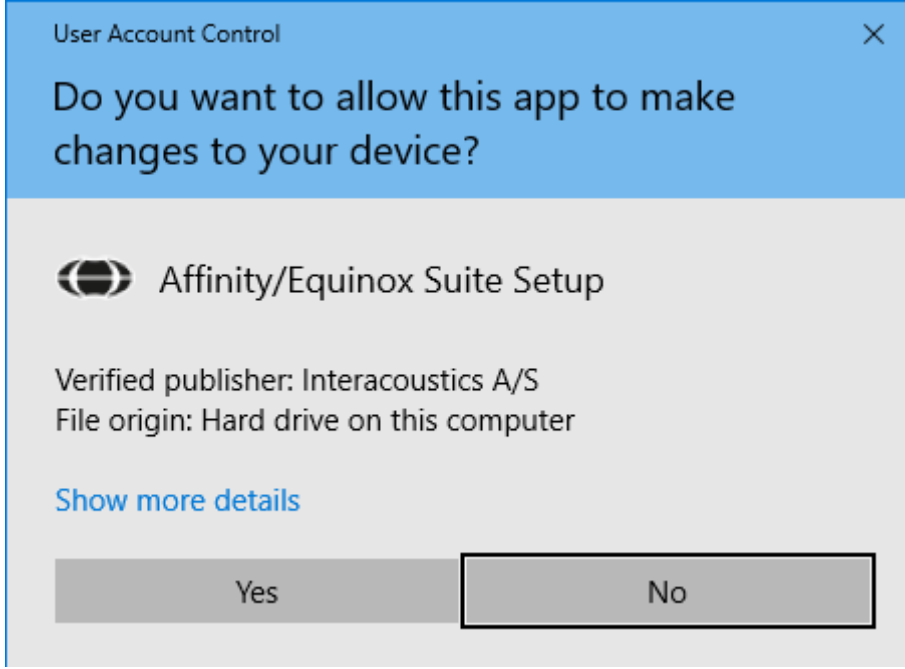 User Account Control
Do you want to allow this app to make
changes to your device?
Affinity/Equinox Suite Setup
Verified publisher: Interacoustics A/S
File origin: Hard drive on this computer
Show more details
Yes No